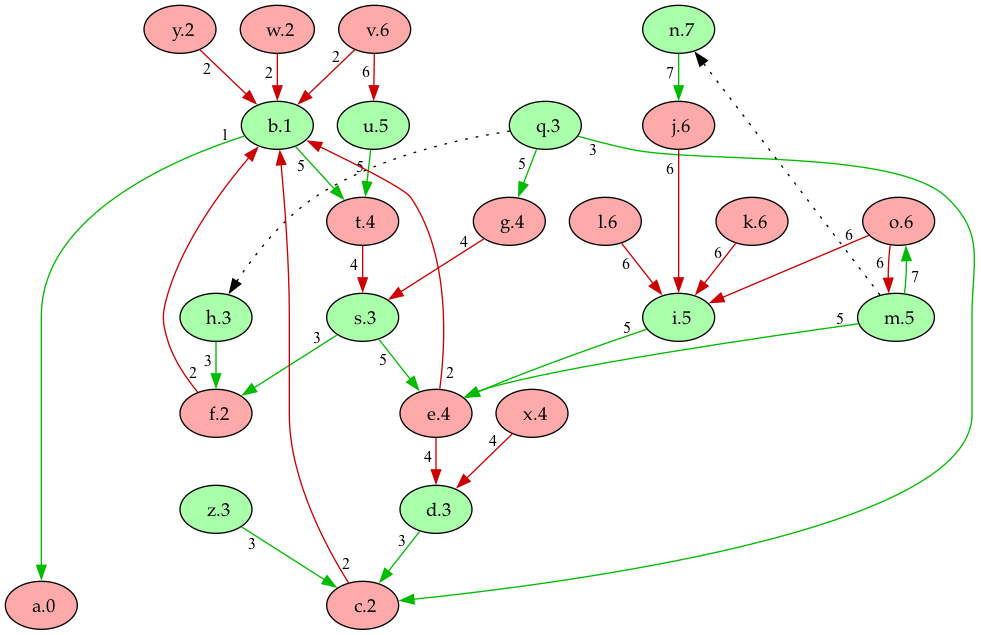 y.2 w.2 v.6 n.7
2 2 2 6 7
1 b.1 u.5 q.3 j.6
5 5 5 3 6
t.4 g.4 l.6 k.6 o.6
4 4 6 6 6 6 7
h.3 s.3 i.5 m.5
3 3 5 5 5
2 2
f.2 e.4 x.4
4 4
z.3 d.3
3 3
2
a.0 c.2